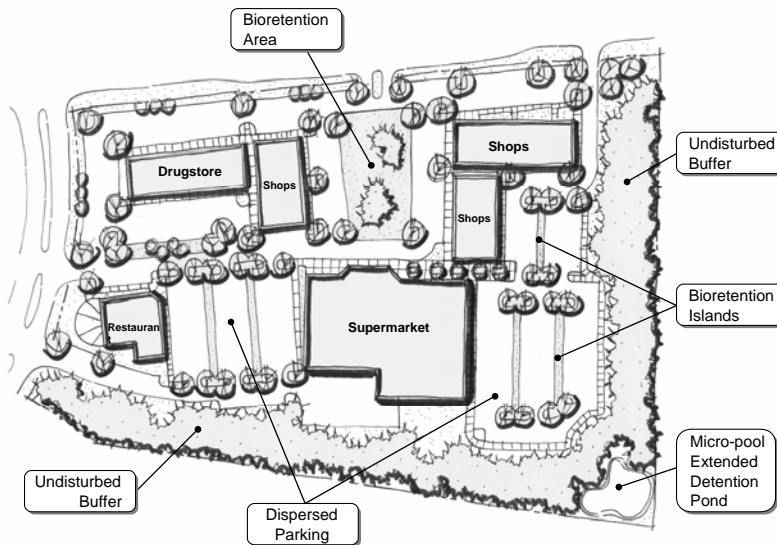 Bioretention
Area
Shops
Undisturbed
Buffer
Drugstore
Shops
Shops
Bioretention
Islands
Restauran
t
Supermarket
Micro-pool
Extended
Detention
Pond
Undisturbed
Buffer
Dispersed
Parking